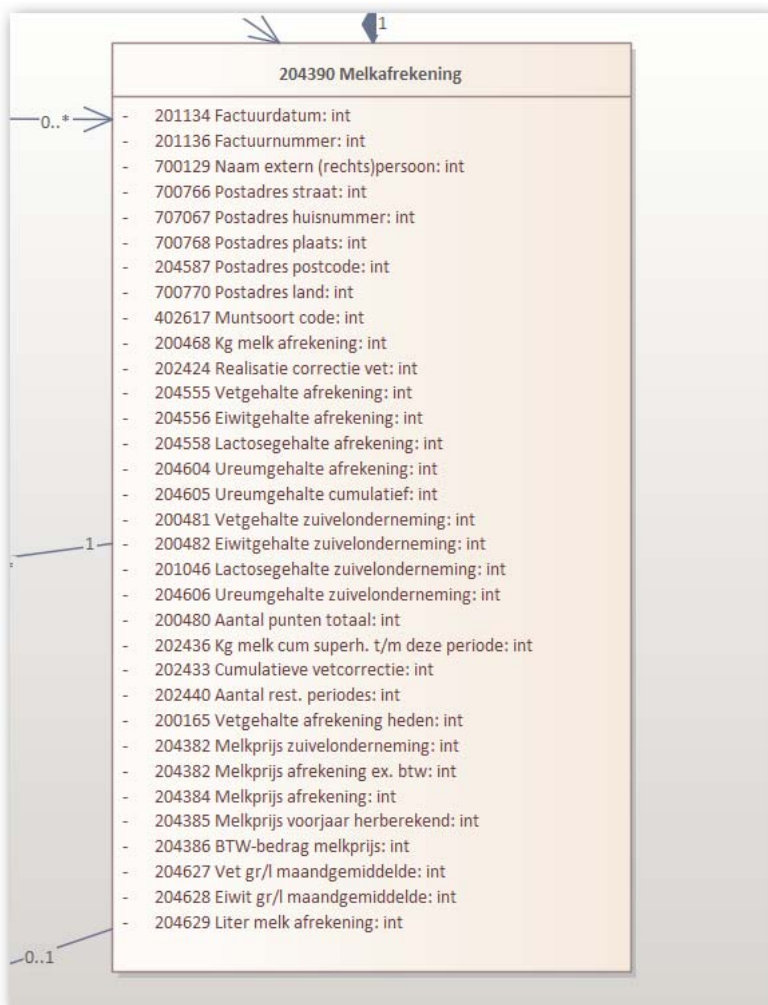 1
204390 Melkafrekening
0..*
- 201134 Factuurdatum: int
- 201136 Factuurnummer: int
- 700129 Naam extern (rechts)persoon: int
- 700766 Postadres straat: int
- 707067 Postadres huisnummer: int
- 700768 Postadres plaats: int
- 204587 Postadres postcode: int
- 700770 Postadres land: int
- 402617 Muntsoort code: int
- 200468 Kg melk afrekening: int
- 202424 Realisatie correctie vet: int
- 204555 Vetgehalte afrekening: int
- 204556 Eiwitgehalte afrekening: int
- 204558 Lactosegehalte afrekening: int
- 204604 Ureumgehalte afrekening: int
- 204605 Ureumgehalte cumulatief: int
- 200481 Vetgehalte zuivelonderneming: int
1
- 200482 Eiwitgehalte zuivelonderneming: int
- 201046 Lactosegehalte zuivelonderneming: int
- 204606 Ureumgehalte zuivelonderneming: int
- 200480 Aantal punten totaal: int
- 202436 Kg melk cum superh. t/m deze periode: int
- 202433 Cumulatieve vetcorrectie: int
- 202440 Aantal rest. periodes: int
- 200165 Vetgehalte afrekening heden: int
- 204382 Melkprijs zuivelonderneming: int
- 204382 Melkprijs afrekening ex. btw: int
- 204384 Melkprijs afrekening: int
- 204385 Melkprijs voorjaar herberekend: int
- 204386 BTW-bedrag melkprijs: int
- 204627 Vet gr/l maandgemiddelde: int
- 204628 Eiwit gr/l maandgemiddelde: int
- 204629 Liter melk afrekening: int
0..1